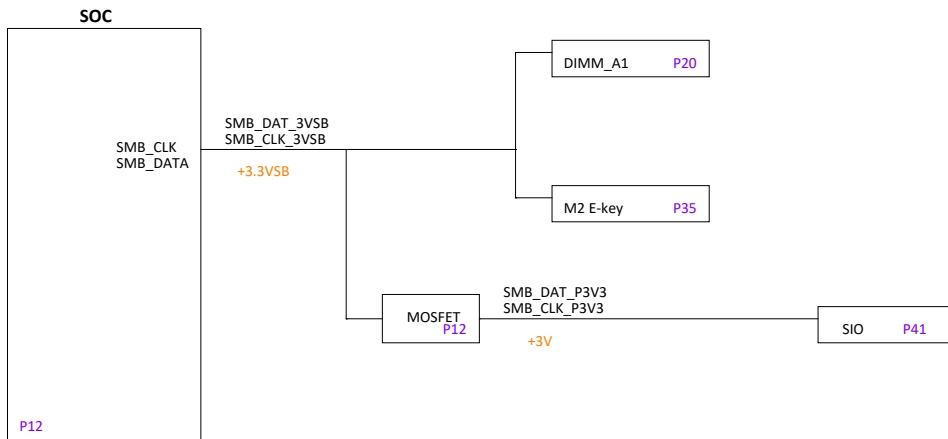 SOC
DIMM_A1 P20
SMB_DAT_3VSB
SMB_CLK_3VSB
SMB_CLK
SMB_DATA
+3.3VSB
M2 E-key P35
SMB_DAT_P3V3
SMB_CLK_P3V3
MOSFET
P12
SIO P41
+3V
P12